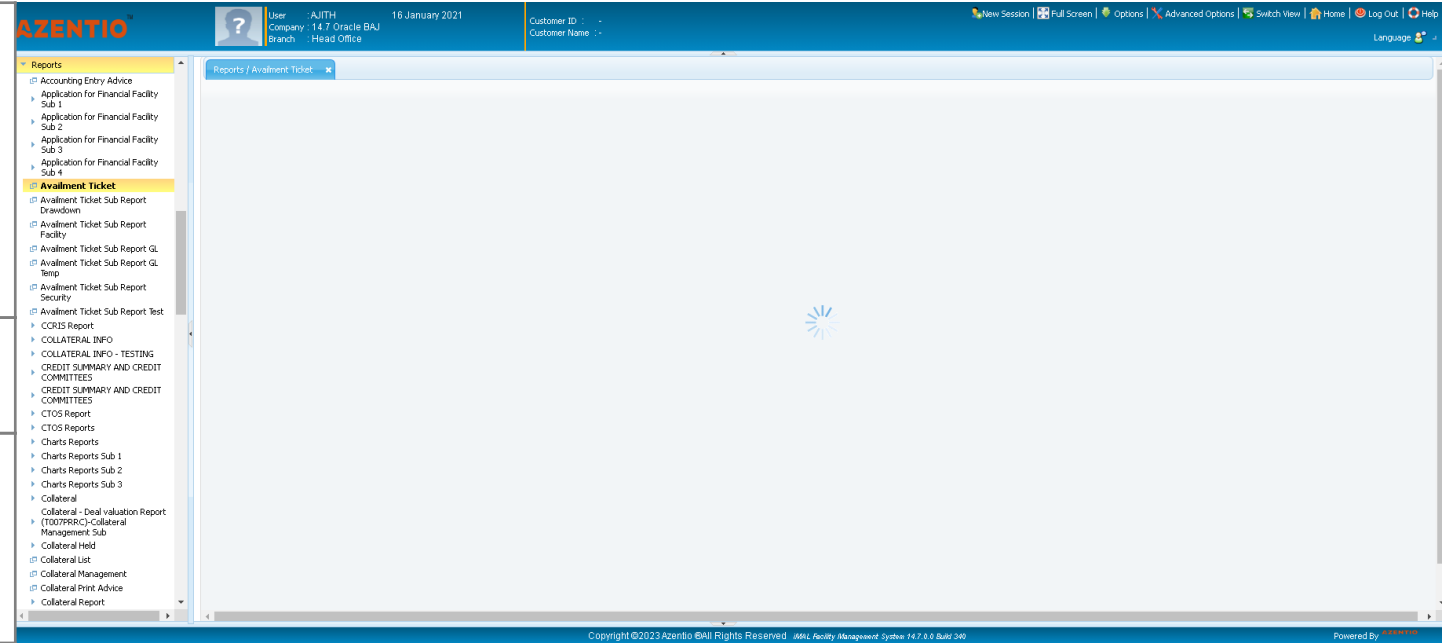 AZENTIO
User : AJITH 16 January 2021
Company : 14.7 Oracle BAJ
Branch : Head Office
Customer ID : -
Customer Name : -
New Session | Full Screen | Options | Advanced Options | Switch View | Home | Log Out | Help
Language
Reports
Reports / Availment Ticket
Accounting Entry Advice
Application for Financial Facility
Sub 1
Application for Financial Facility
Sub 2
Application for Financial Facility
Sub 3
Application for Financial Facility
Sub 4
Availment Ticket
Availment Ticket Sub Report
Drawdown
Availment Ticket Sub Report
Facility
Availment Ticket Sub Report GL
Availment Ticket Sub Report GL
Temp
Availment Ticket Sub Report
Security
Availment Ticket Sub Report Test
CCRIS Report
COLLATERAL INFO
COLLATERAL INFO - TESTING
CREDIT SUMMARY AND CREDIT
COMMITTEES
CREDIT SUMMARY AND CREDIT
COMMITTEES
CTOS Report
CTOS Reports
Charts Reports
Charts Reports Sub 1
Charts Reports Sub 2
Charts Reports Sub 3
Collateral
Collateral - Deal valuation Report
(T007PRRC)-Collateral
Management Sub
Collateral Held
Collateral List
Collateral Management
Collateral Print Advice
Collateral Report
Copyright ©2023 Azentio ®All Rights Reserved iMAL Facility Management System 14.7.0.0 Build 340
Powered By AZENTIO